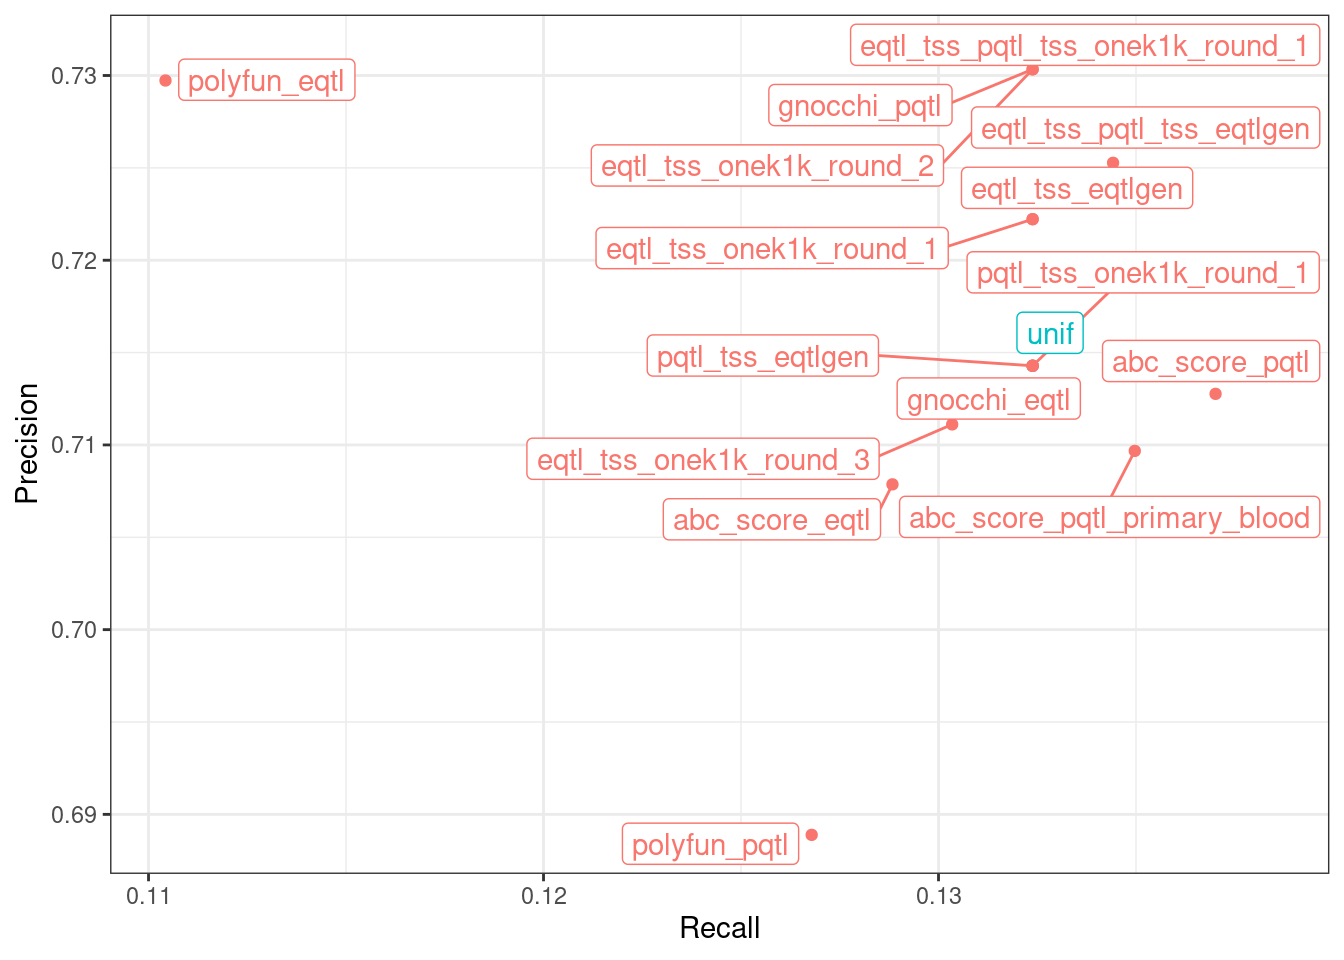 eqtl_tss_pqtl_tss_onek1k_round_1
0.73
polyfun_eqtl
gnocchi_pqtl
eqtl_tss_pqtl_tss_eqtlgen
eqtl_tss_onek1k_round_2
eqtl_tss_eqtlgen
eqtl_tss_onek1k_round_1
0.72
pqtl_tss_onek1k_round_1
unif
pqtl_tss_eqtlgen
abc_score_pqtl
gnocchi_eqtl
0.71
eqtl_tss_onek1k_round_3
abc_score_eqtl
abc_score_pqtl_primary_blood
Precision
0.70
0.69
polyfun_pqtl
0.11
0.12
0.13
Recall